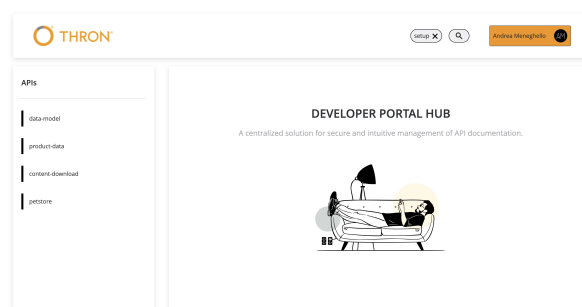 THRON
setup
Andrea Meneghello
AM
APIs
data-model
product-data
content-download
petstore
DEVELOPER PORTAL HUB
A centralized solution for secure and intuitive management of API documentation.